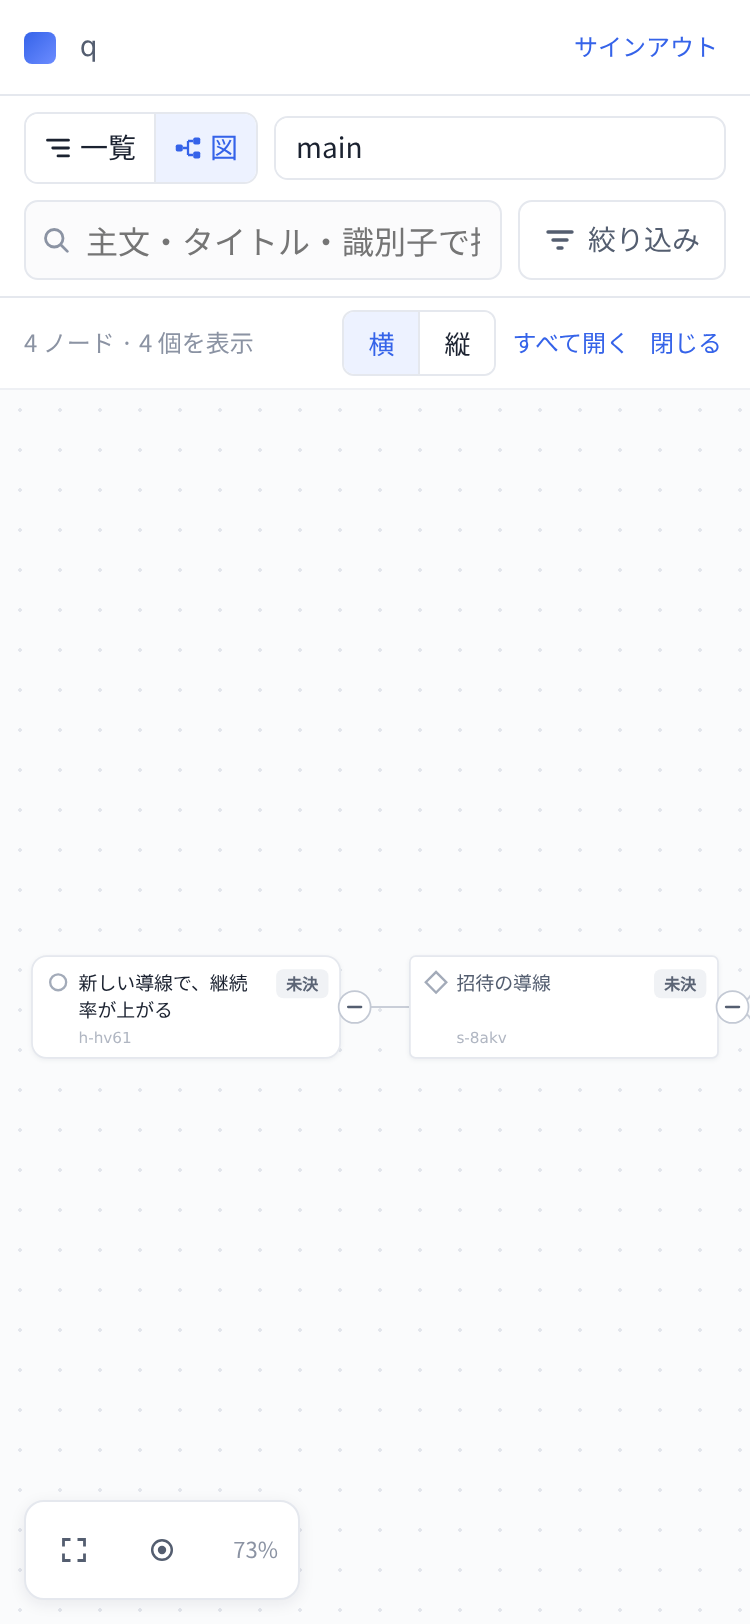 q
サインアウト
一覧
図
main
主文・タイトル・識別子で
絞り込み
4 ノード · 4 個を表示
横
縦
すべて開く
閉じる
新しい導線で、継続
率が上がる
未決
h-hv61
招待の導線
未決
s-8akv
73%